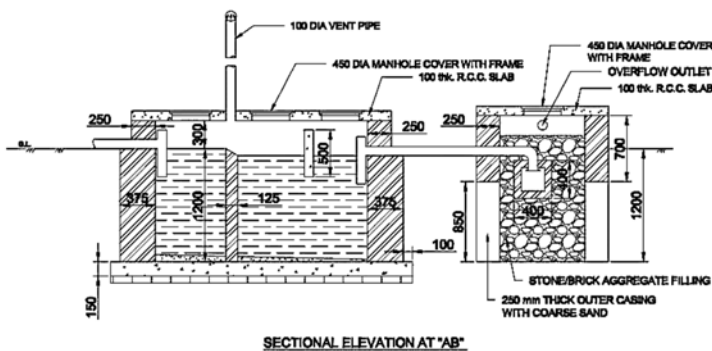 100 DIA VENT PIPE
450 DIA MANHOLE COVER WITH FRAME
100 thk. R.C.C. SLAB
450 DIA MANHOLE COVER
WITH FRAME
OVERFLOW OUTLET
100 thk. R.C.C. SLAB
250
G.L.
300
500
250
250
700
375
1200
125
375
400
400
850
1200
100
150
STONE/BRICK AGGREGATE FILLING
250 mm THICK OUTER CASING
WITH COARSE SAND
SECTIONAL ELEVATION AT "AB"